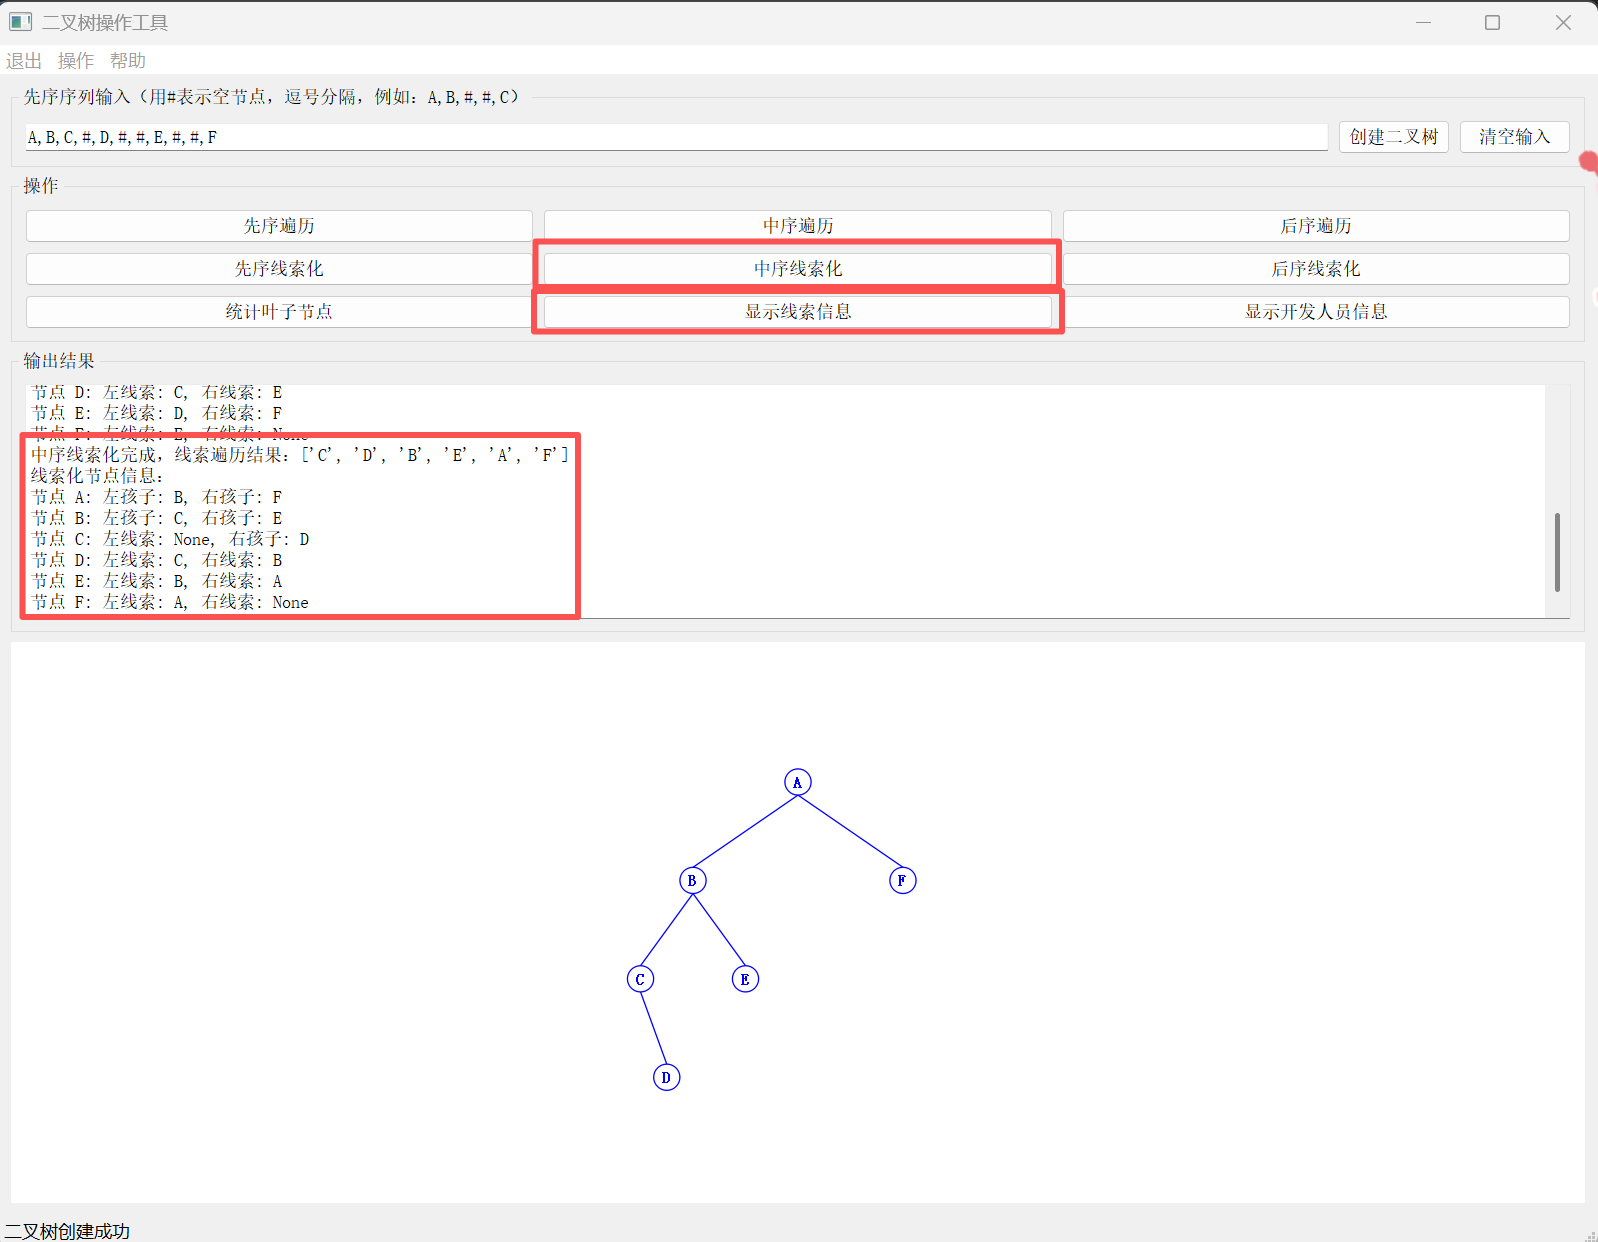 二叉树操作工具
退出 操作 帮助
先序序列输入（用#表示空节点，逗号分隔，例如：A,B,#,#,C）
A,B,C,#,D,#,#,E,#,#,F 创建二叉树 清空输入
操作
先序遍历 中序遍历 后序遍历
先序线索化 中序线索化 后序线索化
统计叶子节点 显示线索信息 显示开发人员信息
输出结果
节点 D: 左线索: C, 右线索: E
节点 E: 左线索: D, 右线索: F
节点 F: 左线索: E, 右线索: None
中序线索化完成，线索遍历结果：['C', 'D', 'B', 'E', 'A', 'F']
线索化节点信息：
节点 A: 左孩子: B, 右孩子: F
节点 B: 左孩子: C, 右孩子: E
节点 C: 左线索: None, 右孩子: D
节点 D: 左线索: C, 右线索: B
节点 E: 左线索: B, 右线索: A
节点 F: 左线索: A, 右线索: None
A
B F
C E
D
二叉树创建成功